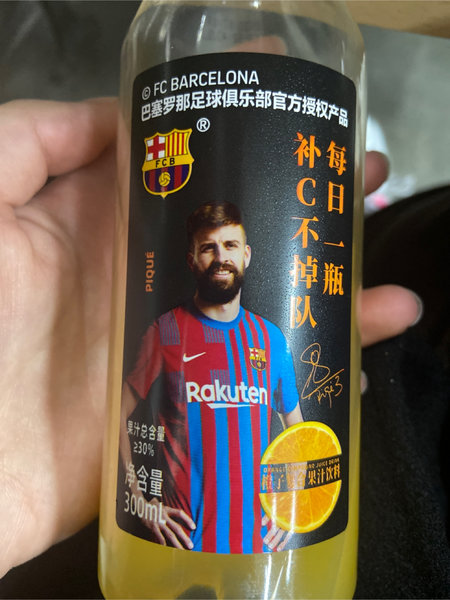 © FC BARCELONA
巴塞罗那足球俱乐部官方授权产品
®
FCB
每日一瓶
补C不掉队
PIQUÉ
Rakuten
果汁总含量
≥30%
净含量
300mL
果汁饮料